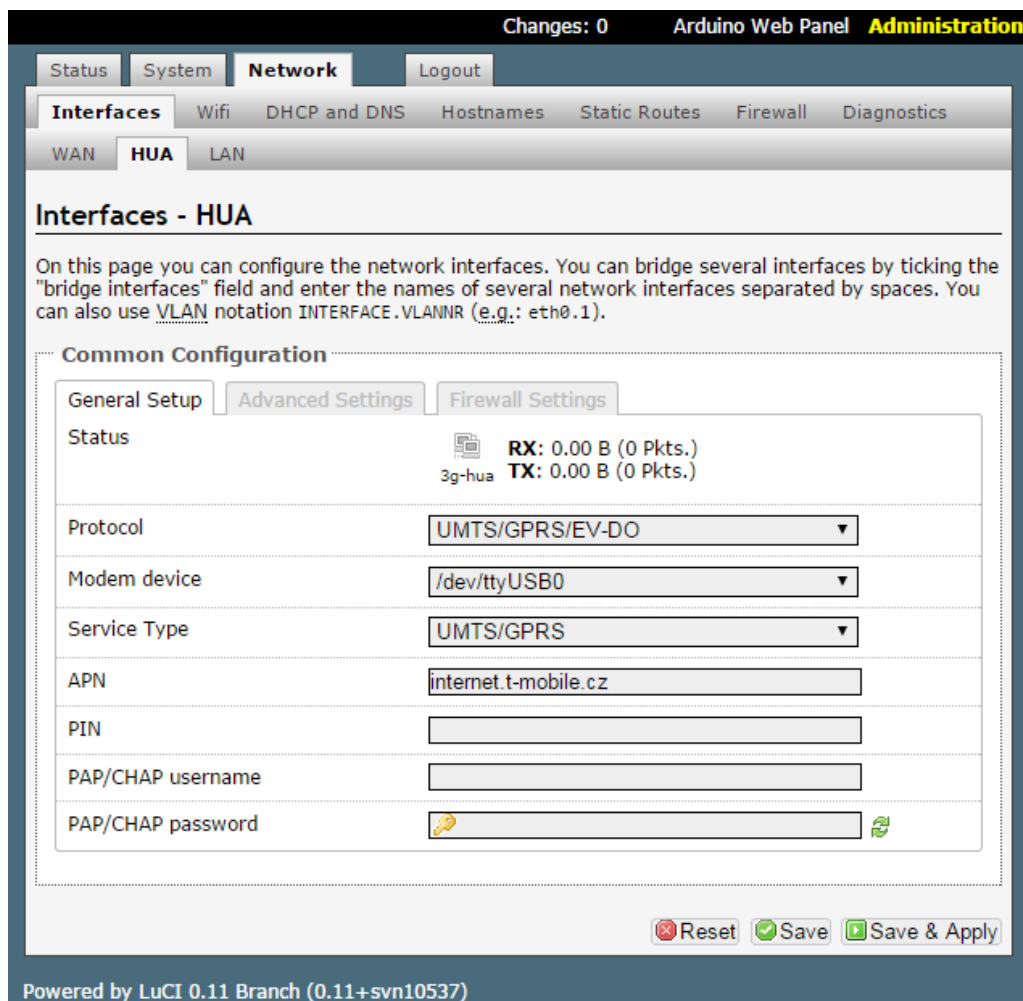 Changes: 0 Arduino Web Panel Administration
Status System Network Logout
Interfaces Wifi DHCP and DNS Hostnames Static Routes Firewall Diagnostics
WAN HUA LAN
Interfaces - HUA
On this page you can configure the network interfaces. You can bridge several interfaces by ticking the
"bridge interfaces" field and enter the names of several network interfaces separated by spaces. You
can also use VLAN notation INTERFACE.VLANNR (e.g.: eth0.1).
Common Configuration
General Setup Advanced Settings Firewall Settings
Status
RX: 0.00 B (0 Pkts.)
3g-hua TX: 0.00 B (0 Pkts.)
Protocol UMTS/GPRS/EV-DO
Modem device /dev/ttyUSB0
Service Type UMTS/GPRS
APN internet.t-mobile.cz
PIN
PAP/CHAP username
PAP/CHAP password
Reset Save Save & Apply
Powered by LuCI 0.11 Branch (0.11+svn10537)